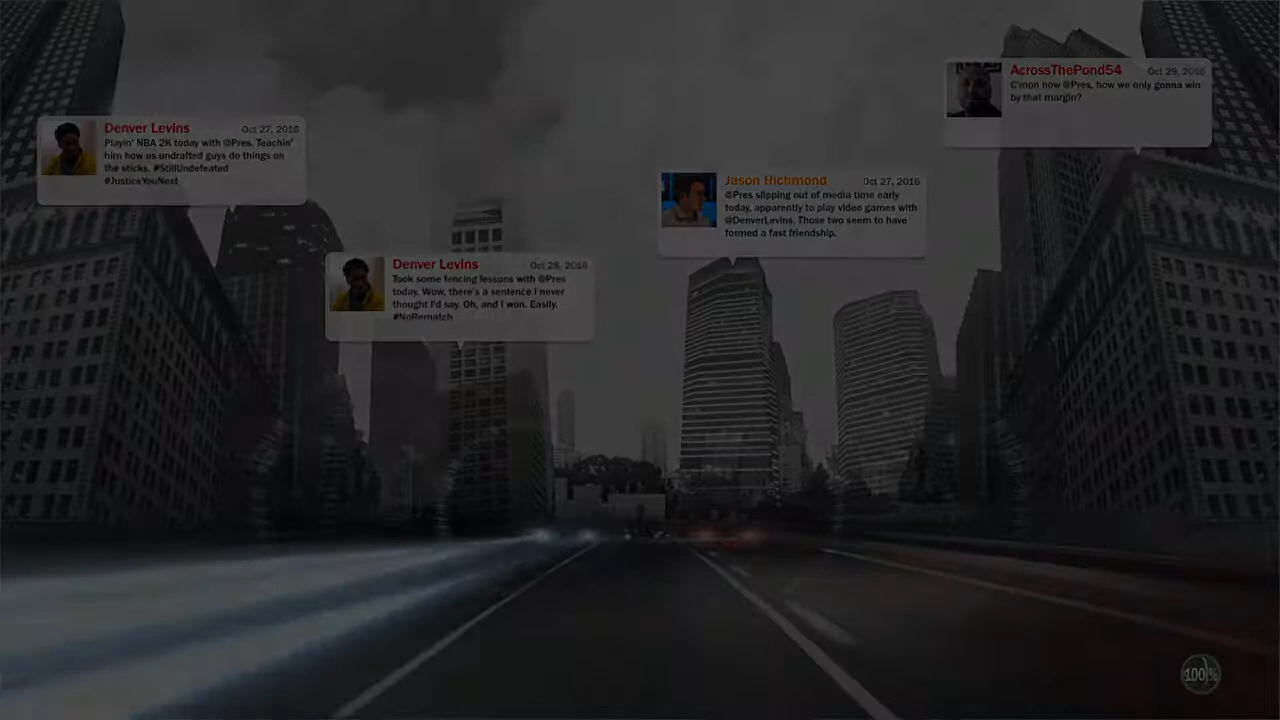 Denver Levins Oct 27, 2016
Playin' NBA 2K today with @Pres. Teachin'
him how us undrafted guys do things on
the sticks. #StillUndefeated
#JusticeYouNext
Denver Levins Oct 28, 2016
Took some fencing lessons with @Pres
today. Wow, there's a sentence I never
thought I'd say. Oh, and I won. Easily.
#NoRematch
Jason Richmond Oct 27, 2016
@Pres slipping out of media time early
today, apparently to play video games with
@DenverLevins. Those two seem to have
formed a fast friendship.
AcrossThePond54 Oct 29, 2016
C'mon now @Pres, how we only gonna win
by that margin?
100%